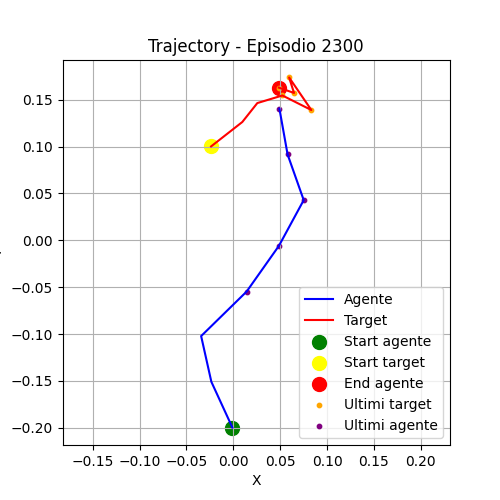 Trajectory - Episodio 2300
0.15
0.10
0.05
0.00
−0.05
−0.10
−0.15
−0.20
−0.15 −0.10 −0.05 0.00 0.05 0.10 0.15 0.20
X
Agente
Target
Start agente
Start target
End agente
Ultimi target
Ultimi agente